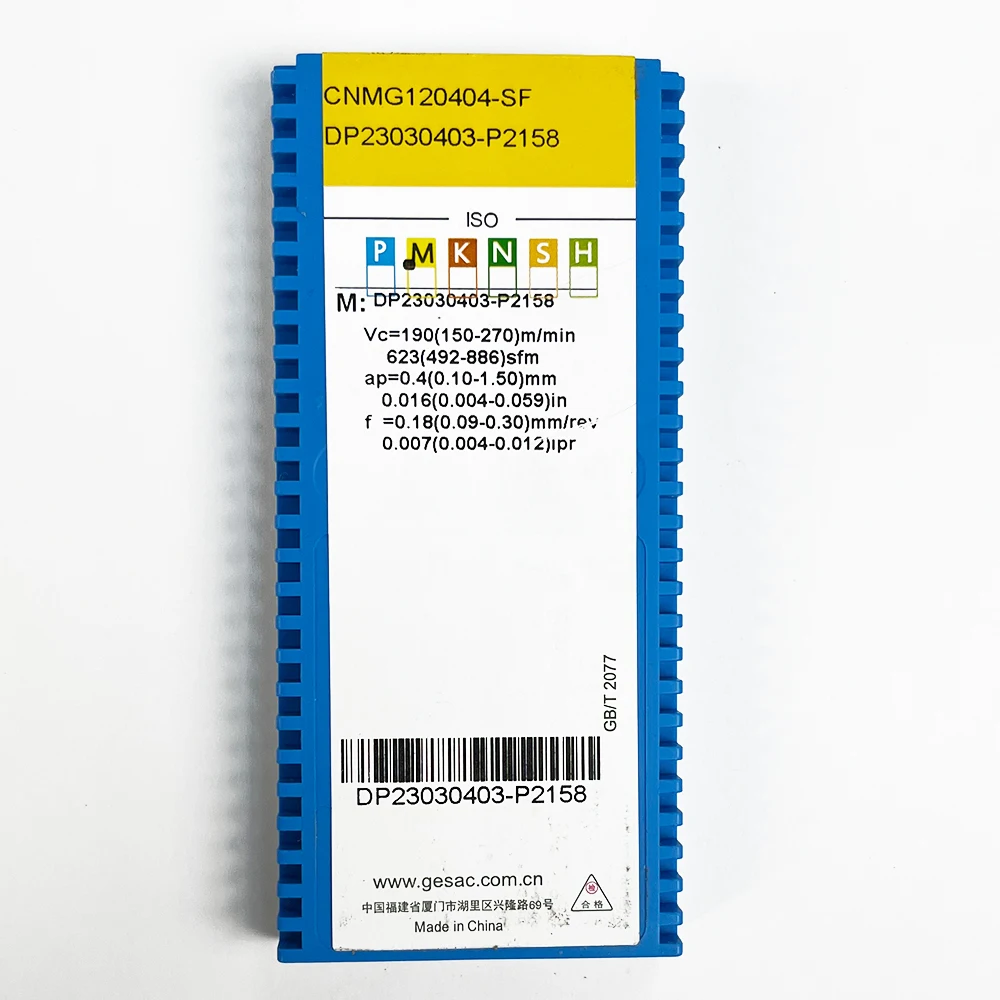 CNMG120404-SF
DP23030403-P2158
ISO
P M K N S H
M: DP23030403-P2158
Vc=190(150-270)m/min
623(492-886)sfm
ap=0.4(0.10-1.50)mm
0.016(0.004-0.059)in
f =0.18(0.09-0.30)mm/rev
0.007(0.004-0.012)ipr
GB/T 2077
DP23030403-P2158
www.gesac.com.cn
中国福建省厦门市湖里区兴隆路69号
Made in China
检
合格